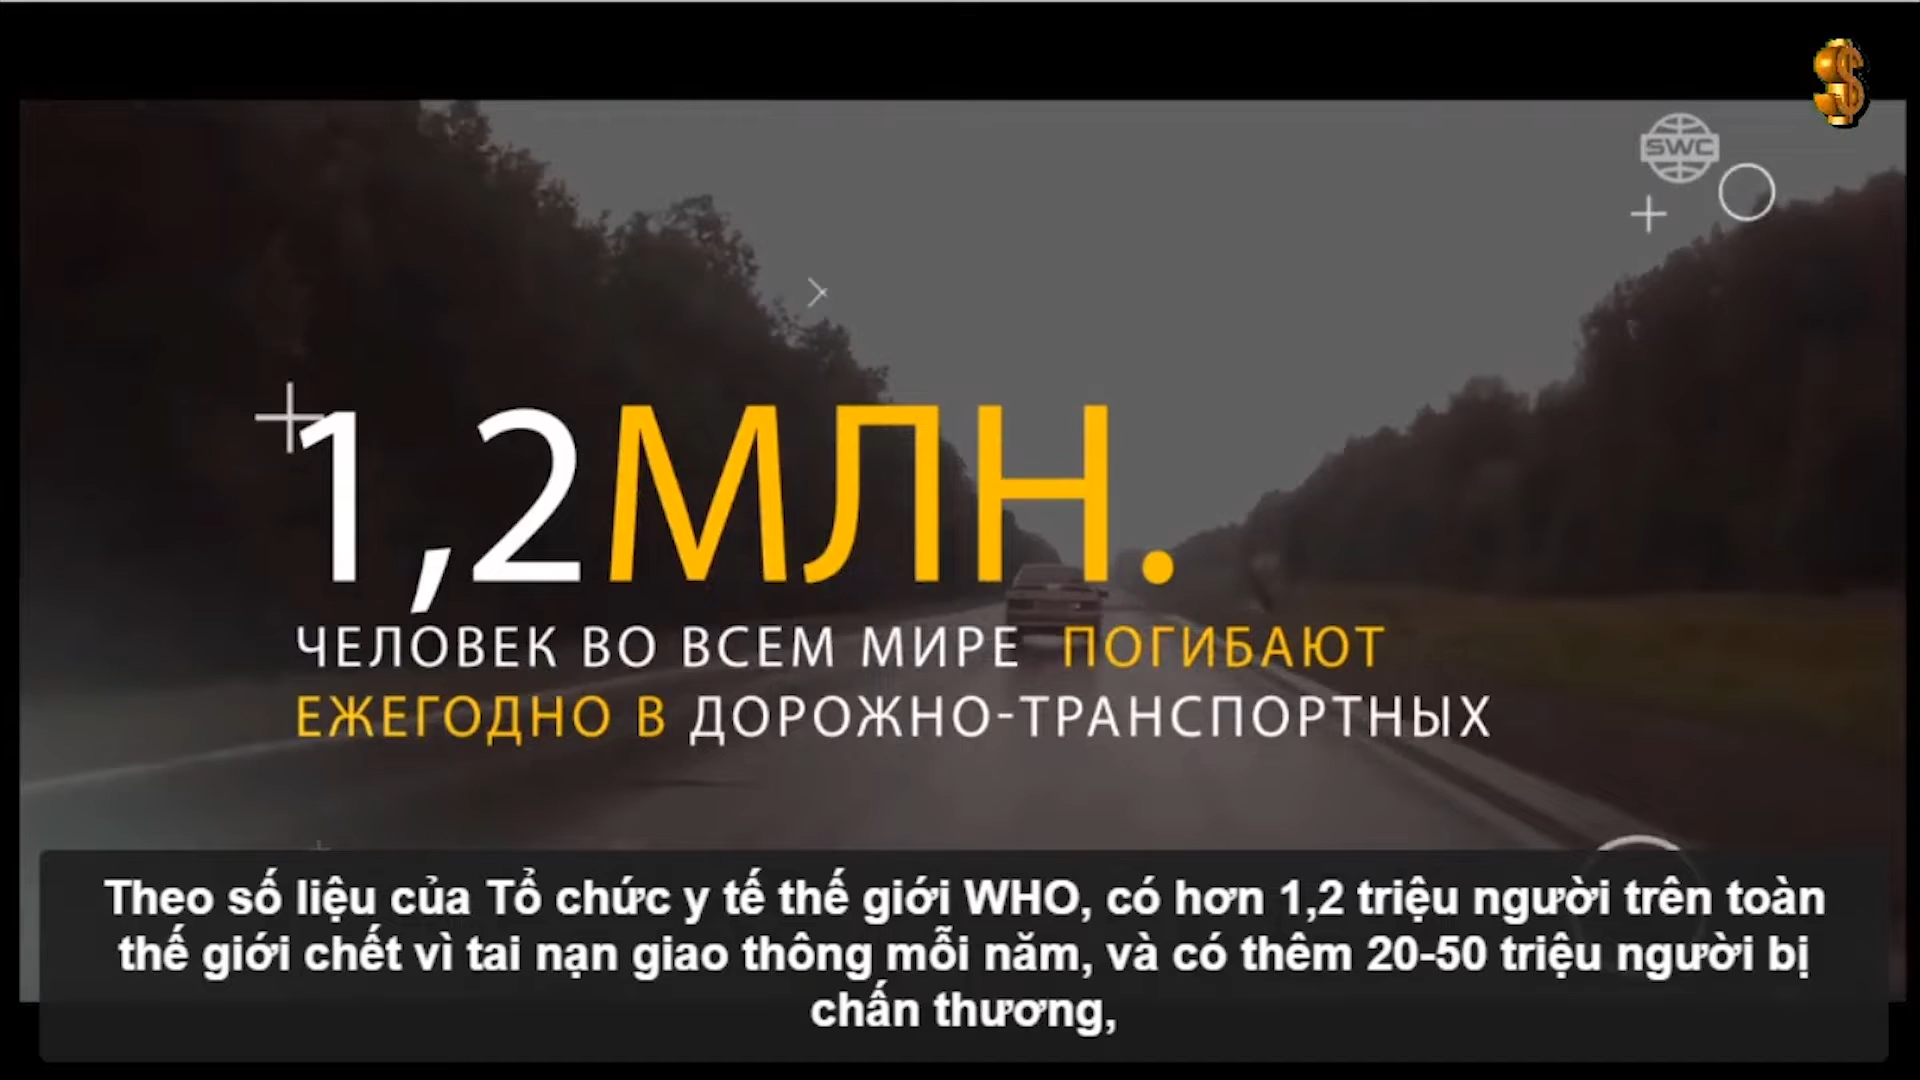 SWC
1,2МЛН.
ЧЕЛОВЕК ВО ВСЕМ МИРЕ ПОГИБАЮТ
ЕЖЕГОДНО В ДОРОЖНО-ТРАНСПОРТНЫХ
Theo số liệu của Tổ chức y tế thế giới WHO, có hơn 1,2 triệu người trên toàn
thế giới chết vì tai nạn giao thông mỗi năm, và có thêm 20-50 triệu người bị
chấn thương,